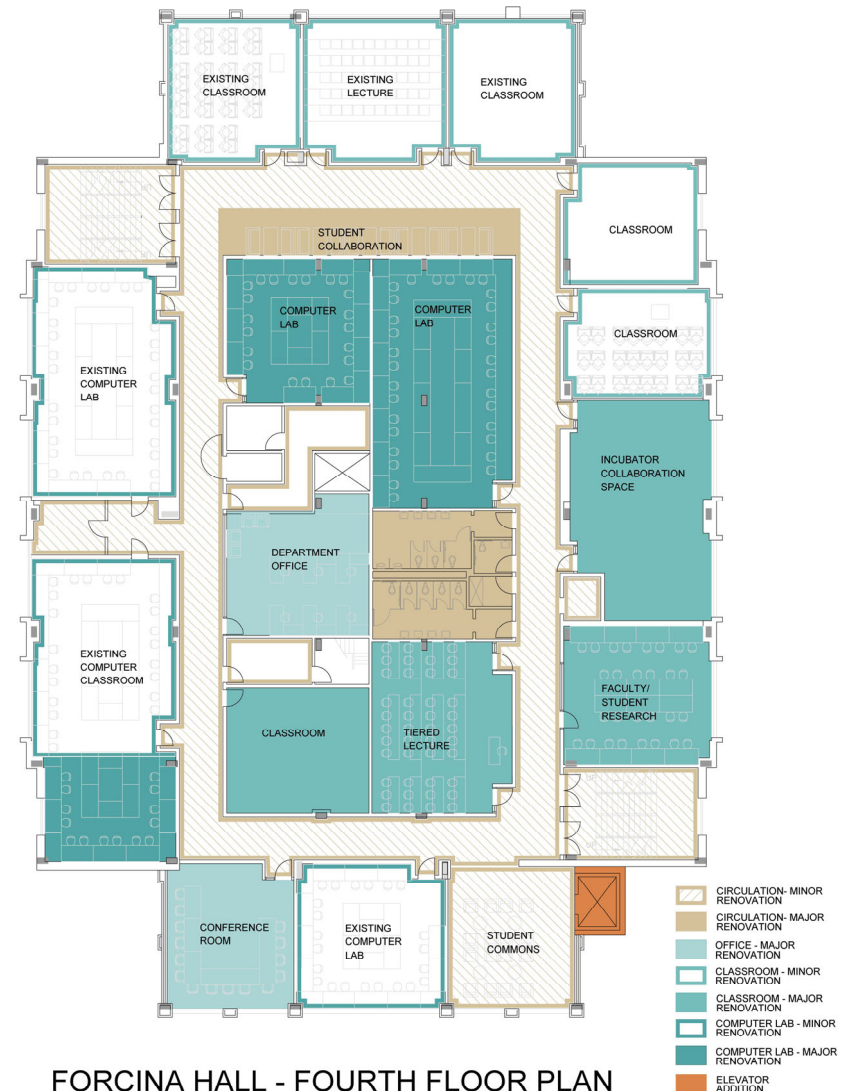 EXISTING
CLASSROOM
EXISTING
LECTURE
EXISTING
CLASSROOM
CLASSROOM
STUDENT
COLLABORATION
COMPUTER
LAB
COMPUTER
LAB
CLASSROOM
EXISTING
COMPUTER
LAB
INCUBATOR
COLLABORATION
SPACE
DEPARTMENT
OFFICE
EXISTING
COMPUTER
CLASSROOM
FACULTY/
STUDENT
RESEARCH
CLASSROOM
TIERED
LECTURE
CONFERENCE
ROOM
EXISTING
COMPUTER
LAB
STUDENT
COMMONS
CIRCULATION- MINOR
RENOVATION
CIRCULATION- MAJOR
RENOVATION
OFFICE - MAJOR
RENOVATION
CLASSROOM - MINOR
RENOVATION
CLASSROOM - MAJOR
RENOVATION
COMPUTER LAB - MINOR
RENOVATION
COMPUTER LAB - MAJOR
RENOVATION
ELEVATOR
ADDITION
FORCINA HALL - FOURTH FLOOR PLAN